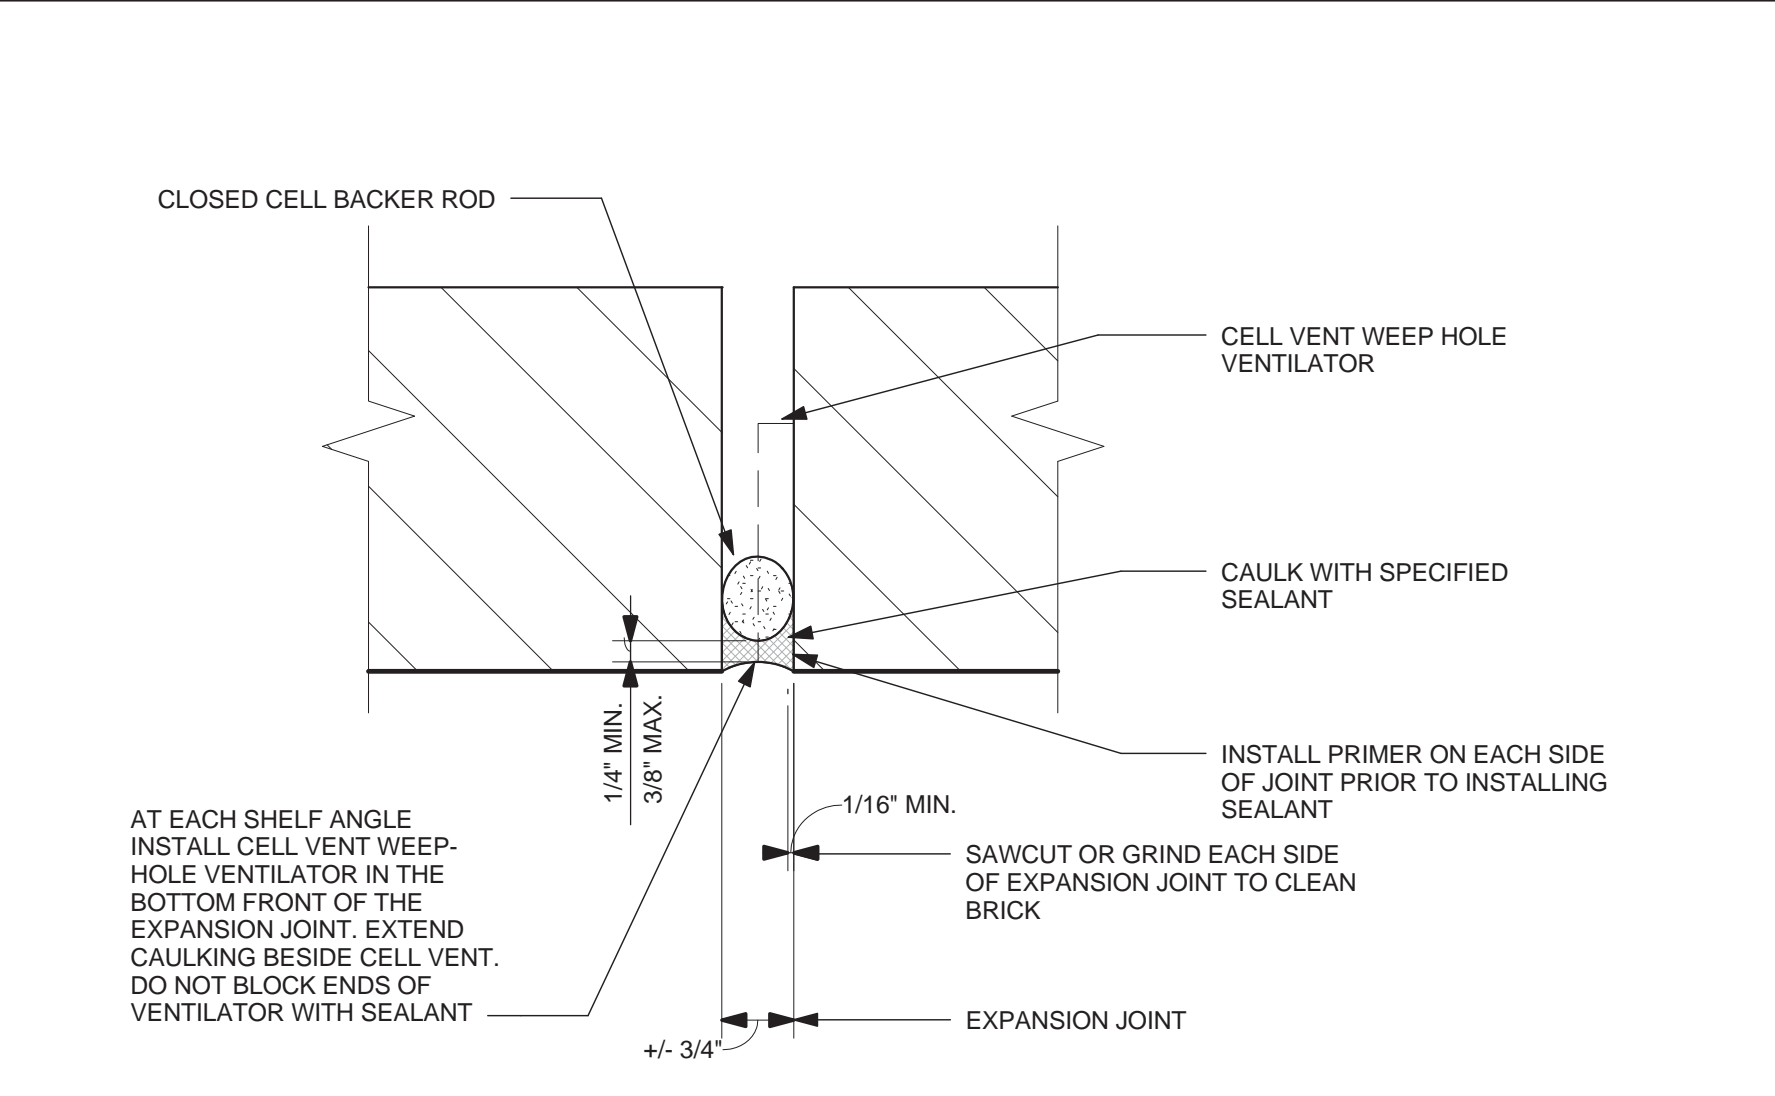 CLOSED CELL BACKER ROD
CELL VENT WEEP HOLE
VENTILATOR
CAULK WITH SPECIFIED
SEALANT
1/4" MIN.
3/8" MAX.
INSTALL PRIMER ON EACH SIDE
OF JOINT PRIOR TO INSTALLING
SEALANT
1/16" MIN.
SAWCUT OR GRIND EACH SIDE
OF EXPANSION JOINT TO CLEAN
BRICK
AT EACH SHELF ANGLE
INSTALL CELL VENT WEEP-
HOLE VENTILATOR IN THE
BOTTOM FRONT OF THE
EXPANSION JOINT. EXTEND
CAULKING BESIDE CELL VENT.
DO NOT BLOCK ENDS OF
VENTILATOR WITH SEALANT
EXPANSION JOINT
+/- 3/4"